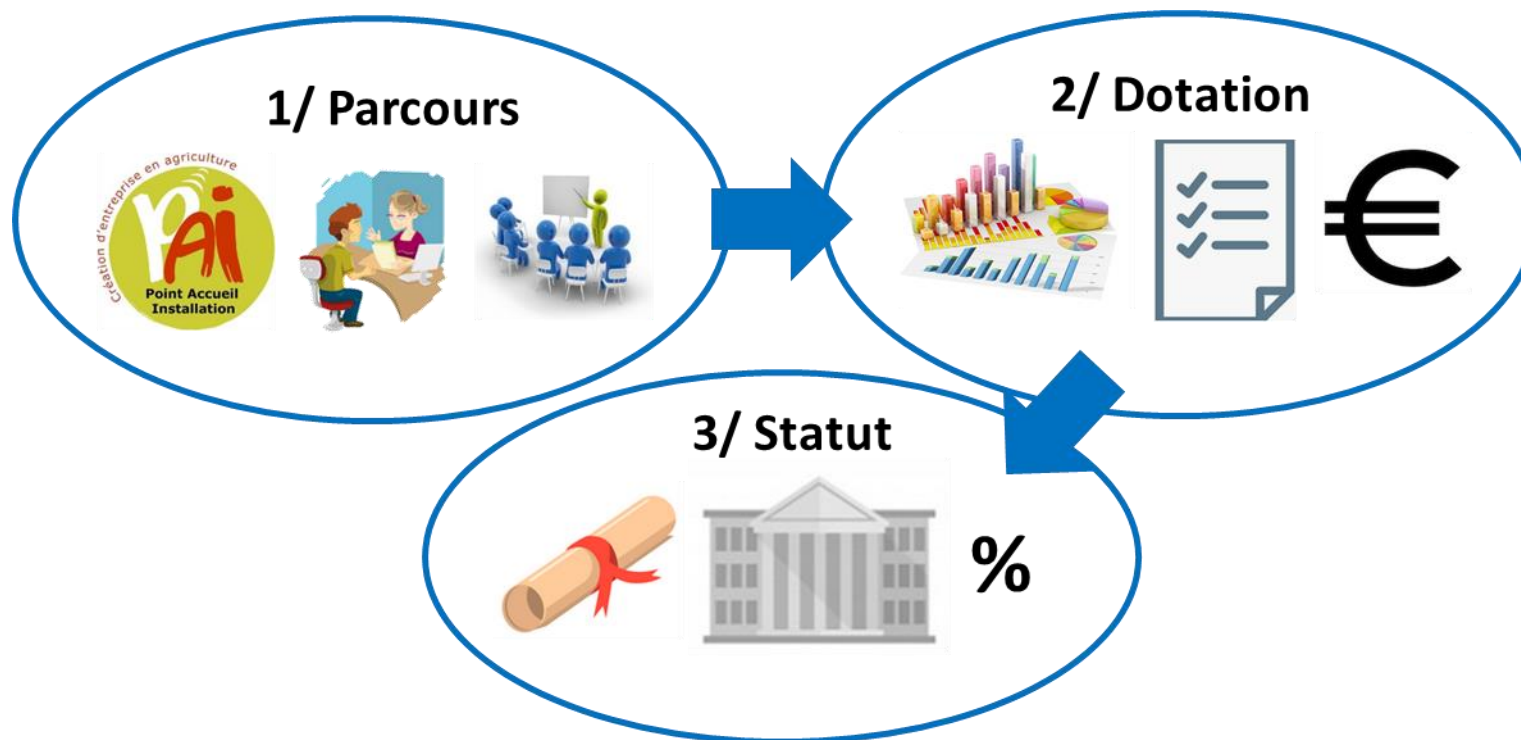 1/ Parcours
Création d'entreprise en agriculture
PAi
Point Accueil
Installation
2/ Dotation
€
3/ Statut
%